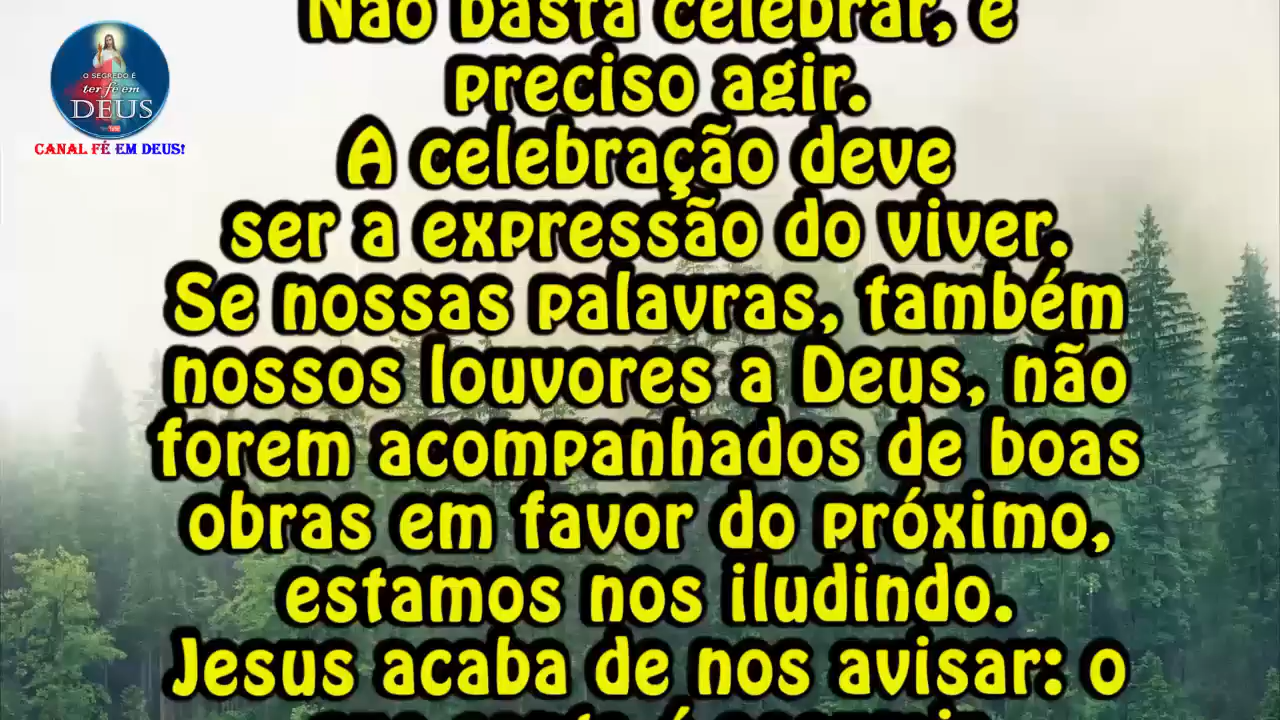 O SEGREDO É
ter fé em
DEUS
CANAL FÉ EM DEUS!
Não basta celebrar, é
preciso agir.
A celebração deve
ser a expressão do viver.
Se nossas palavras, também
nossos louvores a Deus, não
forem acompanhados de boas
obras em favor do próximo,
estamos nos iludindo.
Jesus acaba de nos avisar: o